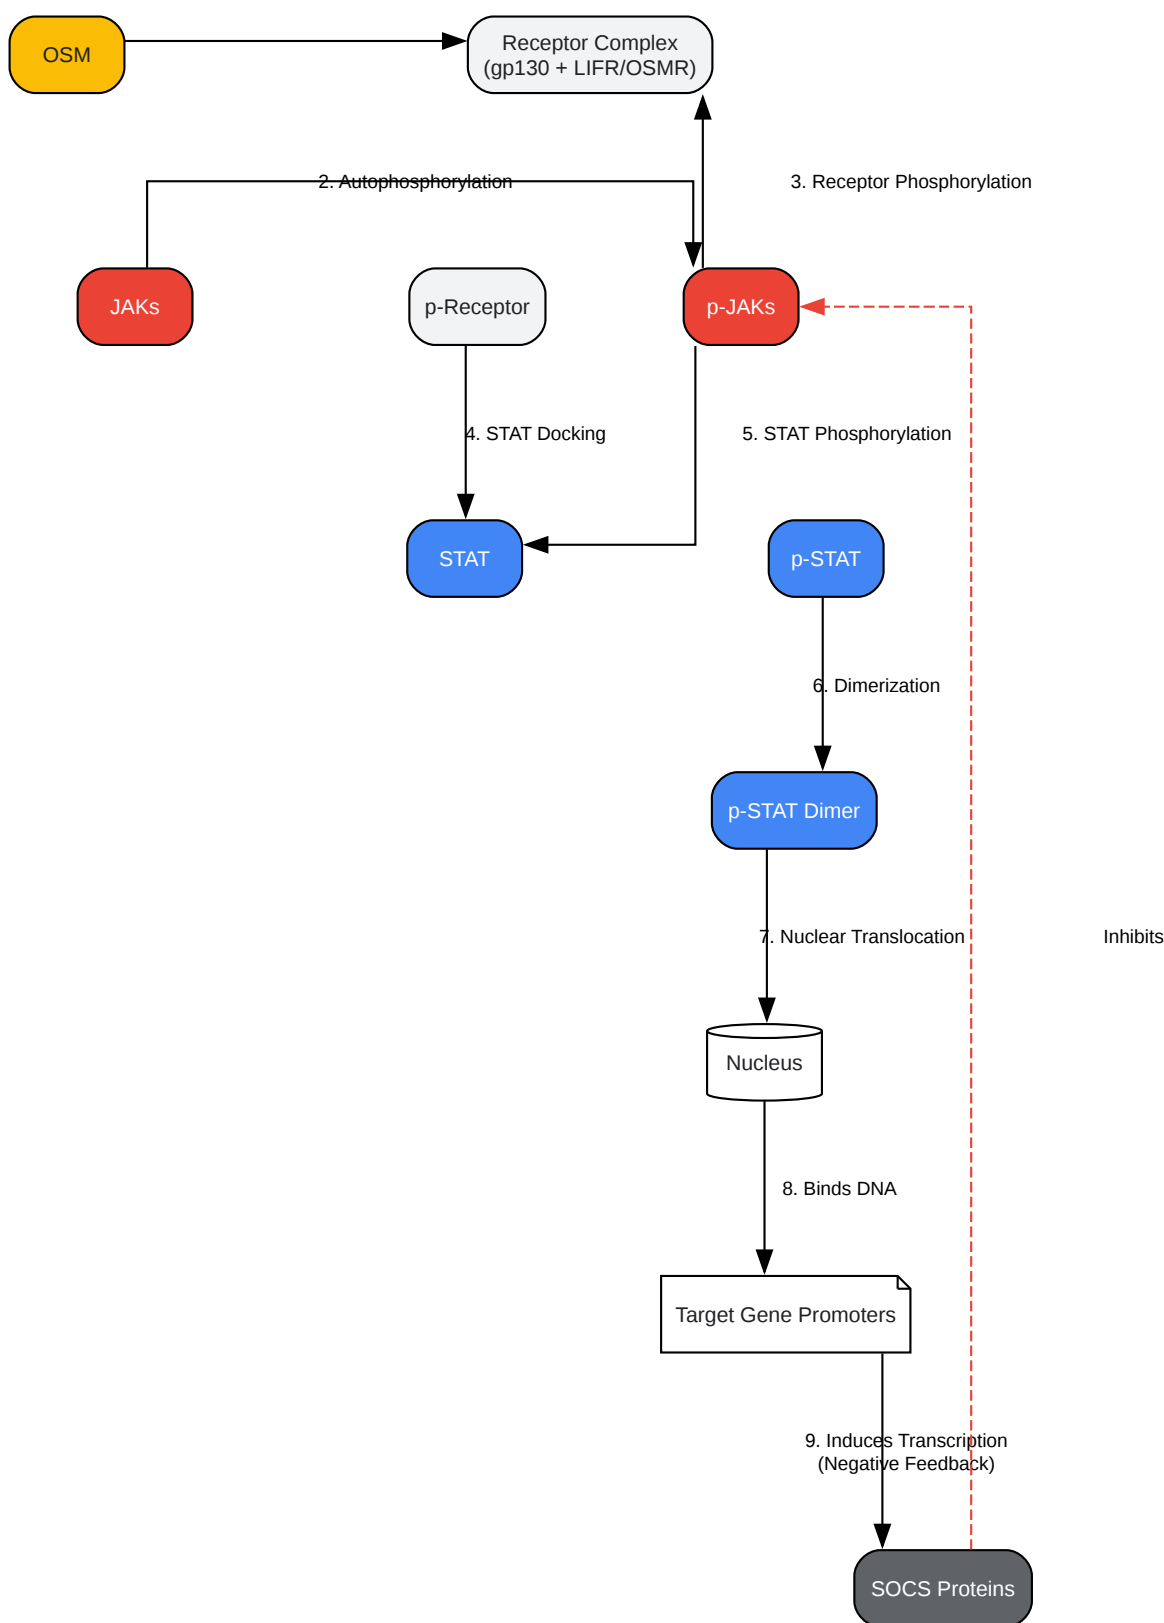 OSM
Receptor Complex
(gp130 + LIFR/OSMR)
2. Autophosphorylation
3. Receptor Phosphorylation
JAKs
p-Receptor
p-JAKs
4. STAT Docking
5. STAT Phosphorylation
STAT
p-STAT
6. Dimerization
p-STAT Dimer
7. Nuclear Translocation
Inhibits
Nucleus
8. Binds DNA
Target Gene Promoters
9. Induces Transcription
(Negative Feedback)
SOCS Proteins